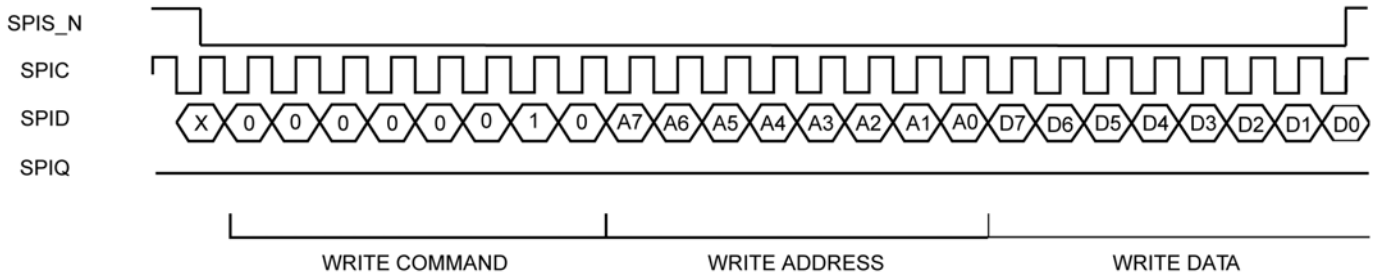 SPIS_N
SPIC
SPID X 0 0 0 0 0 0 1 0 A7 A6 A5 A4 A3 A2 A1 A0 D7 D6 D5 D4 D3 D2 D1 D0
SPIQ
WRITE COMMAND WRITE ADDRESS WRITE DATA